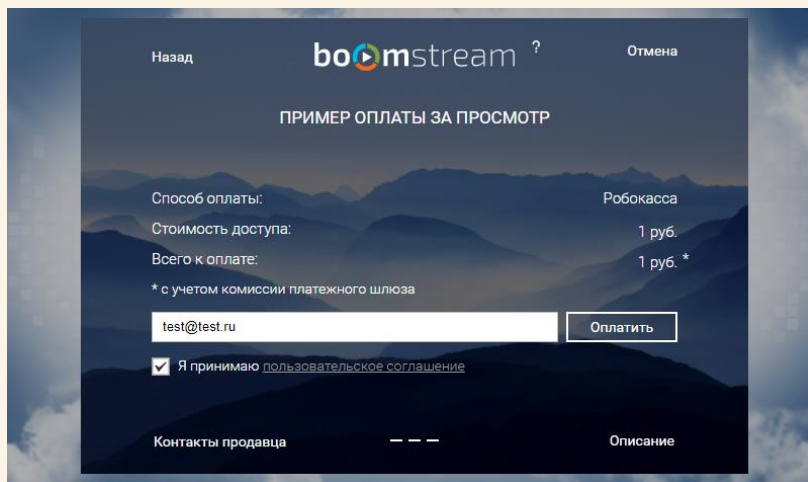 Назад boomstream ? Отмена
ПРИМЕР ОПЛАТЫ ЗА ПРОСМОТР
Способ оплаты: Робокасса
Стоимость доступа: 1 руб.
Всего к оплате: 1 руб. *
* с учетом комиссии платежного шлюза
test@test.ru Оплатить
Я принимаю пользовательское соглашение
Контакты продавца Описание